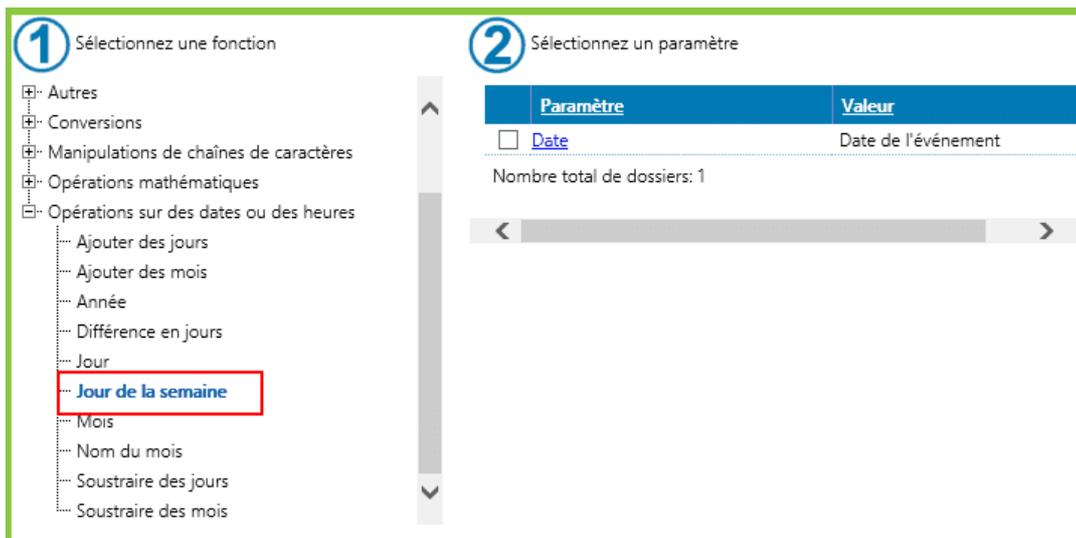 1 Sélectionnez une fonction
Autres
Conversions
Manipulations de chaînes de caractères
Opérations mathématiques
Opérations sur des dates ou des heures
Ajouter des jours
Ajouter des mois
Année
Différence en jours
Jour
Jour de la semaine
Mois
Nom du mois
Soustraire des jours
Soustraire des mois
2 Sélectionnez un paramètre
Paramètre Valeur
Date Date de l'événement
Nombre total de dossiers: 1